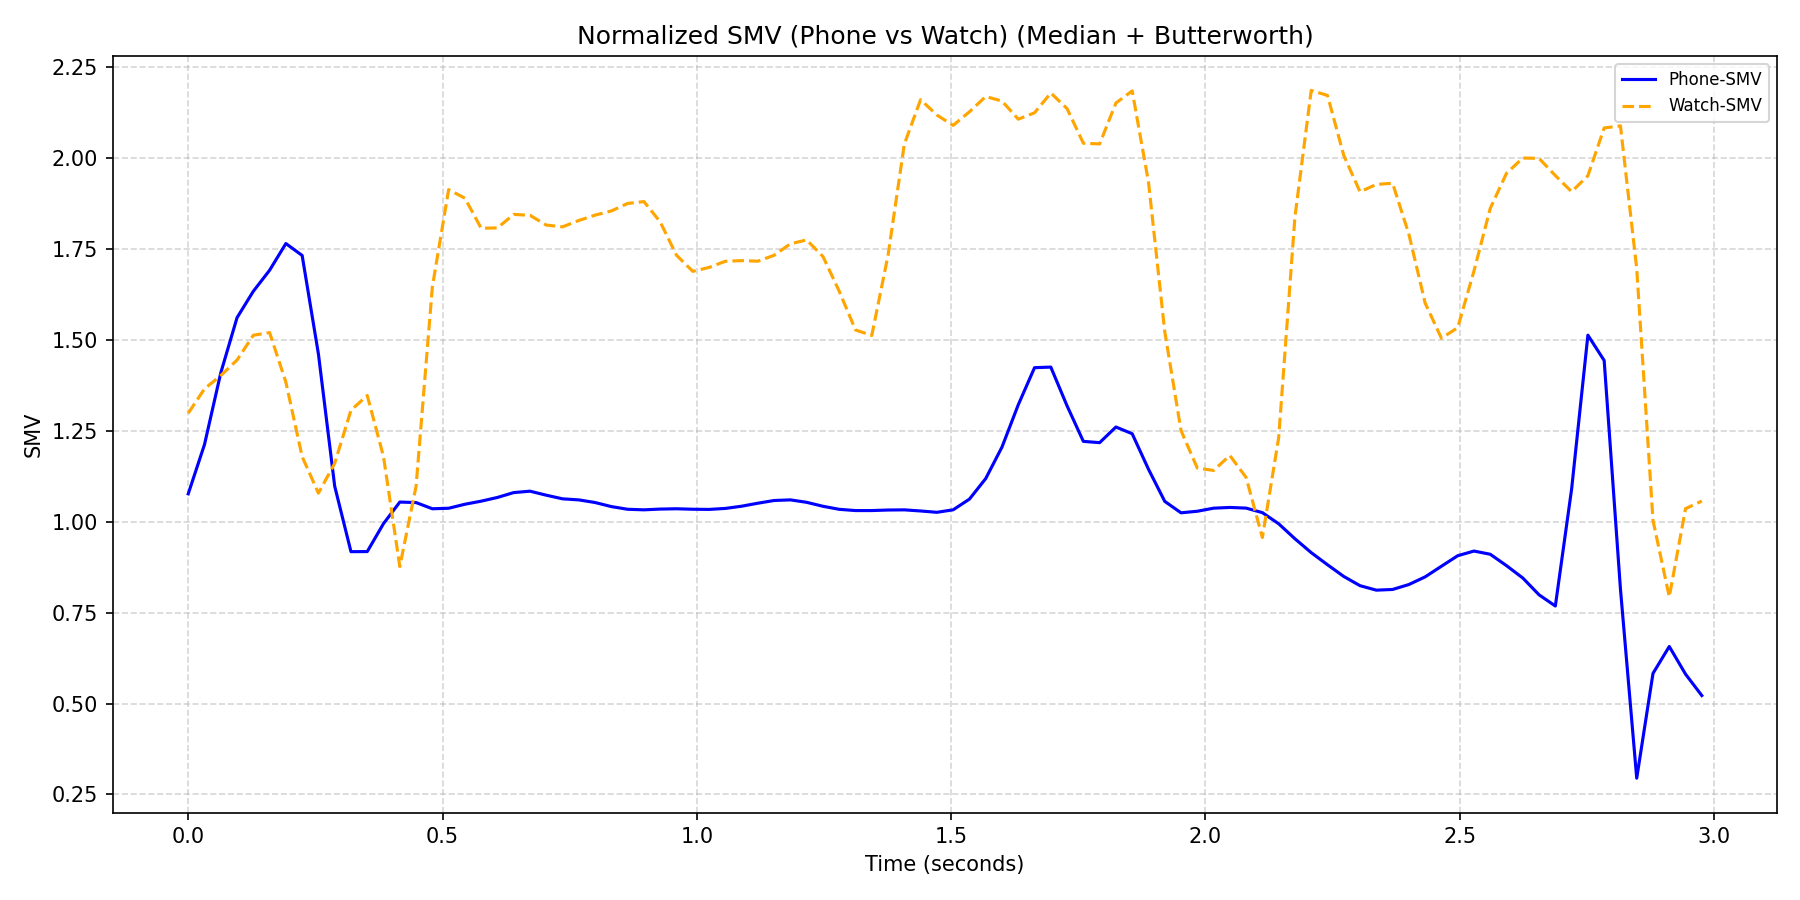 Normalized SMV (Phone vs Watch) (Median + Butterworth)
Phone-SMV
Watch-SMV
SMV
2.25
2.00
1.75
1.50
1.25
1.00
0.75
0.50
0.25
0.0 0.5 1.0 1.5 2.0 2.5 3.0
Time (seconds)